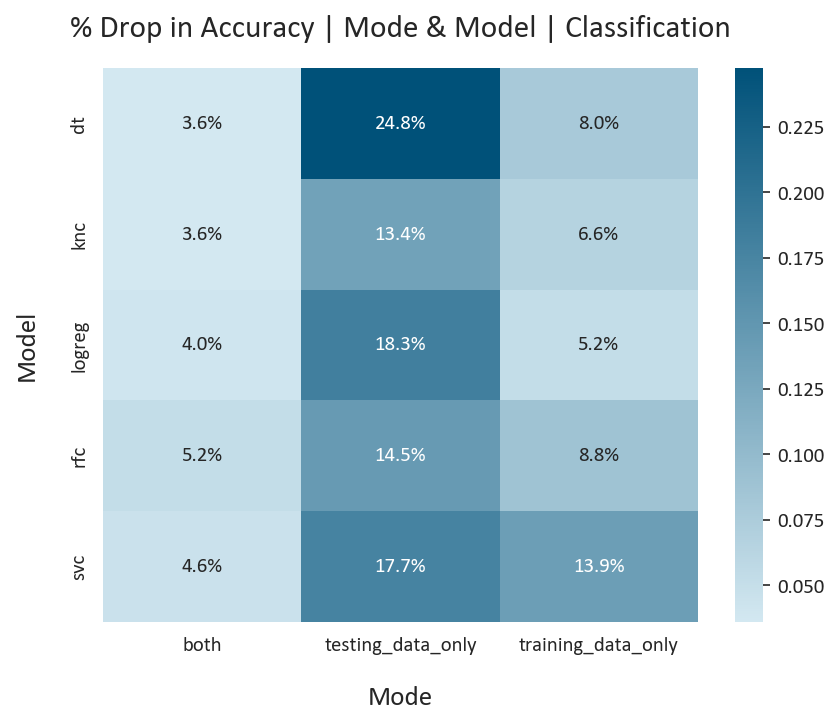 % Drop in Accuracy | Mode & Model | Classification
Model
dt
3.6%
24.8%
8.0%
knc
3.6%
13.4%
6.6%
logreg
4.0%
18.3%
5.2%
rfc
5.2%
14.5%
8.8%
svc
4.6%
17.7%
13.9%
both
testing_data_only
training_data_only
Mode
0.225
0.200
0.175
0.150
0.125
0.100
0.075
0.050